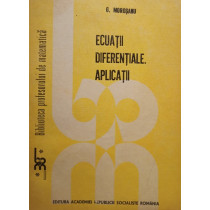 G. MOROŞANU
ECUAŢII
DIFERENŢIALE.
APLICAŢII
Biblioteca profesorului de matematică
EDITURA ACADEMIEI REPUBLICII SOCIALISTE ROMÂNIA